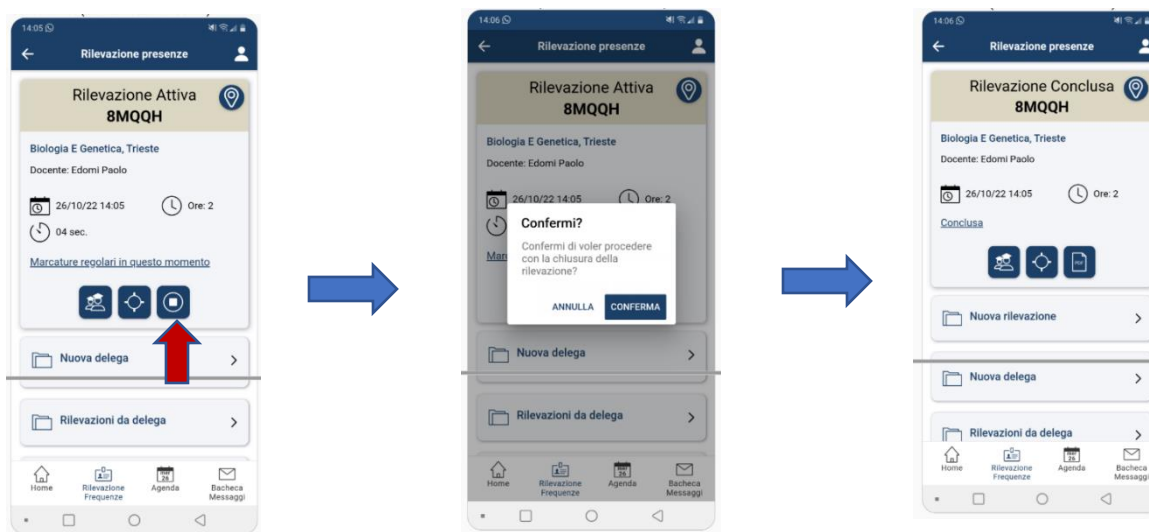 14:05
Rilevazione presenze
Rilevazione Attiva
8MQQH
Biologia E Genetica, Trieste
Docente: Edomi Paolo
26/10/22 14:05
Ore: 2
04 sec.
Marcature regolari in questo momento
Nuova delega
Rilevazioni da delega
Home
Rilevazione
Frequenze
Agenda
Bacheca
Messaggi
14:06
Rilevazione presenze
Rilevazione Attiva
8MQQH
Biologia E Genetica, Trieste
Docente: Edomi Paolo
26/10/22 14:05
Ore: 2
Mar
Confermi?
Confermi di voler procedere
con la chiusura della
rilevazione?
ANNULLA CONFERMA
Nuova delega
Rilevazioni da delega
Home
Rilevazione
Frequenze
Agenda
Bacheca
Messaggi
14:06
Rilevazione presenze
Rilevazione Conclusa
8MQQH
Biologia E Genetica, Trieste
Docente: Edomi Paolo
26/10/22 14:05
Ore: 2
Conclusa
PDF
Nuova rilevazione
Nuova delega
Rilevazioni da delega
Home
Rilevazione
Frequenze
Agenda
Bacheca
Messaggi